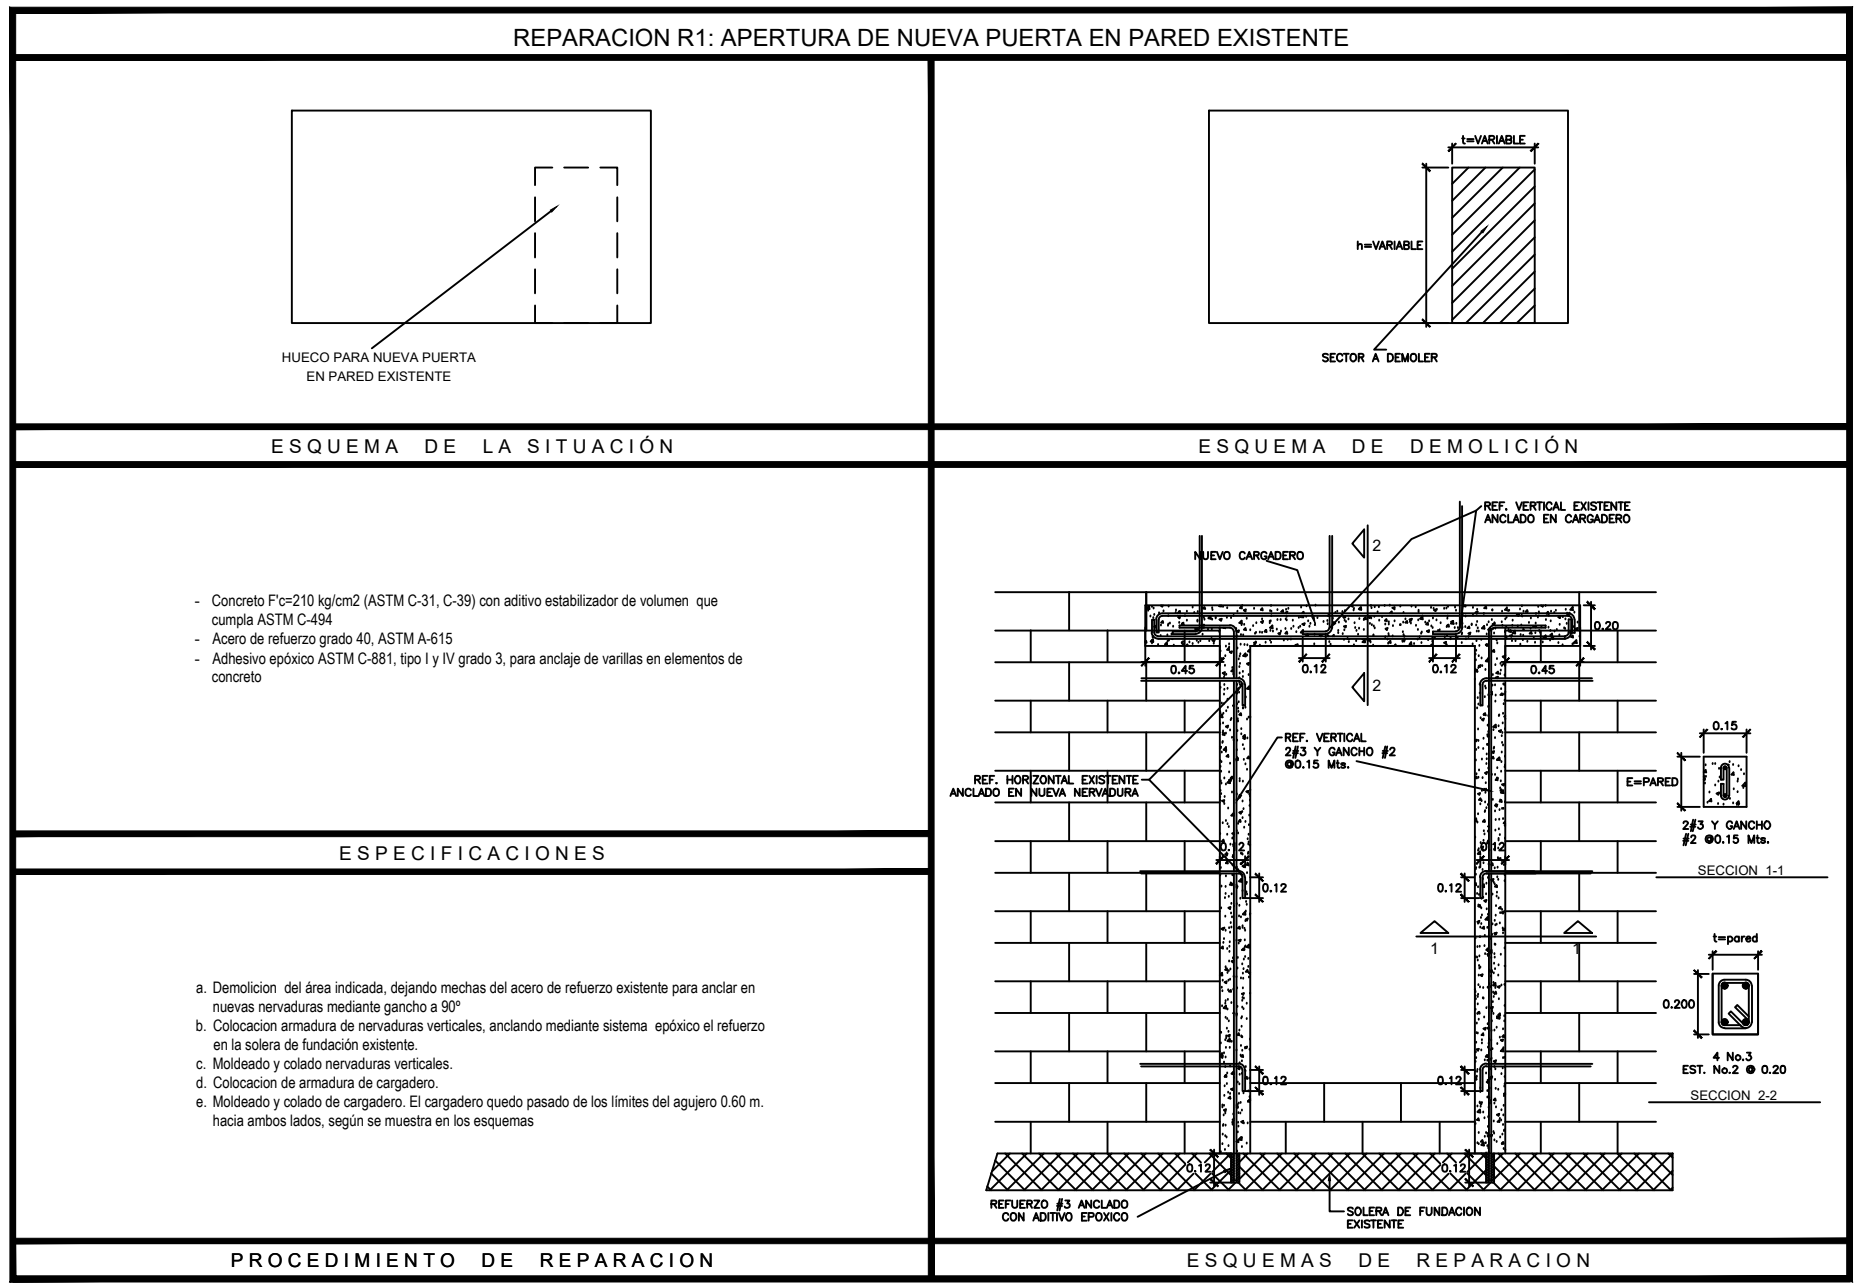 REPARACION R1: APERTURA DE NUEVA PUERTA EN PARED EXISTENTE
HUECO PARA NUEVA PUERTA
EN PARED EXISTENTE
ESQUEMA DE LA SITUACIÓN
t=VARIABLE
h=VARIABLE
SECTOR A DEMOLER
ESQUEMA DE DEMOLICIÓN
- Concreto F'c=210 kg/cm2 (ASTM C-31, C-39) con aditivo estabilizador de volumen que
cumpla ASTM C-494
- Acero de refuerzo grado 40, ASTM A-615
- Adhesivo epóxico ASTM C-881, tipo I y IV grado 3, para anclaje de varillas en elementos de
concreto
ESPECIFICACIONES
a. Demolicion del área indicada, dejando mechas del acero de refuerzo existente para anclar en
nuevas nervaduras mediante gancho a 90º
b. Colocacion armadura de nervaduras verticales, anclando mediante sistema epóxico el refuerzo
en la solera de fundación existente.
c. Moldeado y colado nervaduras verticales.
d. Colocacion de armadura de cargadero.
e. Moldeado y colado de cargadero. El cargadero quedo pasado de los límites del agujero 0.60 m.
hacia ambos lados, según se muestra en los esquemas
PROCEDIMIENTO DE REPARACION
REF. VERTICAL EXISTENTE
ANCLADO EN CARGADERO
2
NUEVO CARGADERO
0.20
0.45
0.12
0.12
0.45
2
REF. VERTICAL
2#3 Y GANCHO #2
@0.15 Mts.
REF. HORIZONTAL EXISTENTE
ANCLADO EN NUEVA NERVADURA
0.15
E=PARED
2#3 Y GANCHO
#2 @0.15 Mts.
SECCION 1-1
0.12
0.12
0.12
0.12
1
1
t=pared
0.200
4 No.3
EST. No.2 @ 0.20
SECCION 2-2
0.12
0.12
0.12
0.12
REFUERZO #3 ANCLADO
CON ADITIVO EPOXICO
SOLERA DE FUNDACION
EXISTENTE
ESQUEMAS DE REPARACION